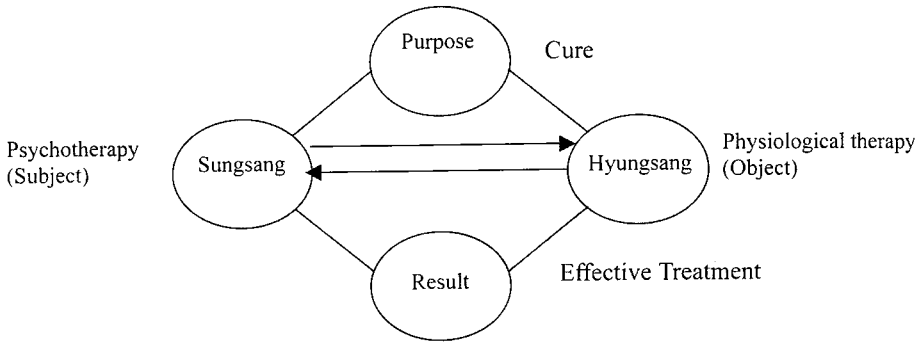 Purpose
Cure
Psychotherapy
(Subject)
Sungsang
Hyungsang
Physiological therapy
(Object)
Result
Effective Treatment